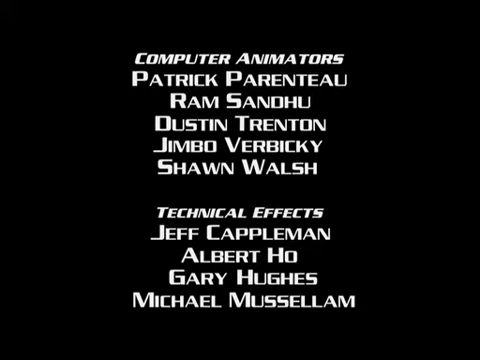 Computer Animators
Patrick Parenteau
Ram Sandhu
Dustin Trenton
Jimbo Verbicky
Shawn Walsh
Technical Effects
Jeff Cappleman
Albert Ho
Gary Hughes
Michael Mussellam